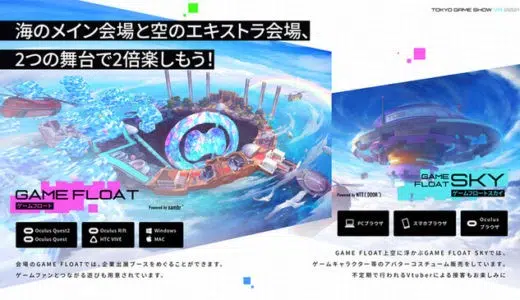 TOKYO GAME SHOW VR 2021
海のメイン会場と空のエキストラ会場、
2つの舞台で2倍楽しもう!
GAME FLOAT
ゲームフロート
Powered by xambr
Oculus Quest2
Oculus Quest
Oculus Rift
HTC VIVE
Windows
MAC
会場のGAME FLOATでは、企業出展ブースをめぐることができます。
ゲームファンとつながる遊びも用意されています。
GAME
FLOAT SKY
ゲームフロートスカイ
PCブラウザ
スマホブラウザ
Oculus
ブラウザ
GAME FLOAT上空に浮かぶGAME FLOAT SKYでは、
ゲームキャラクター等のアバターコスチューム販売をしています。
不定期で行われるVtuberによる接客もお楽しみに